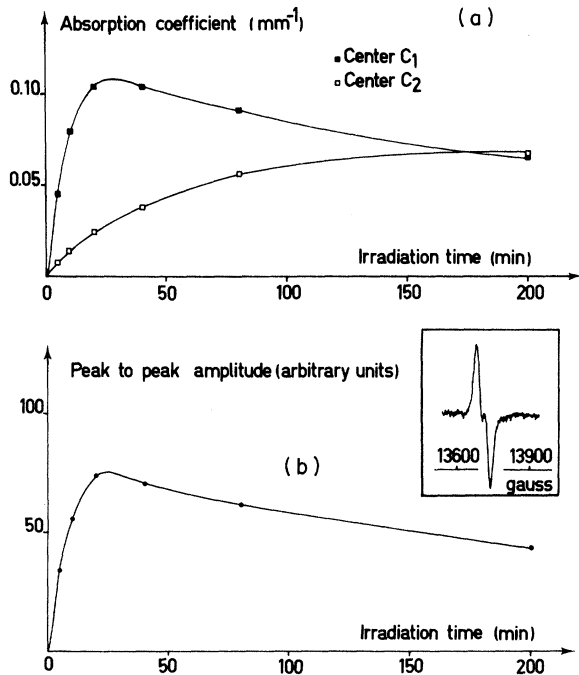 Absorption coefficient (mm⁻¹)
(a)
■ Center C₁
□ Center C₂
0.10
0.05
Irradiation time (min)
0
0 50 100 150 200
Peak to peak amplitude (arbitrary units)
100
13600 13900
gauss
(b)
50
Irradiation time (min)
0
0 50 100 150 200